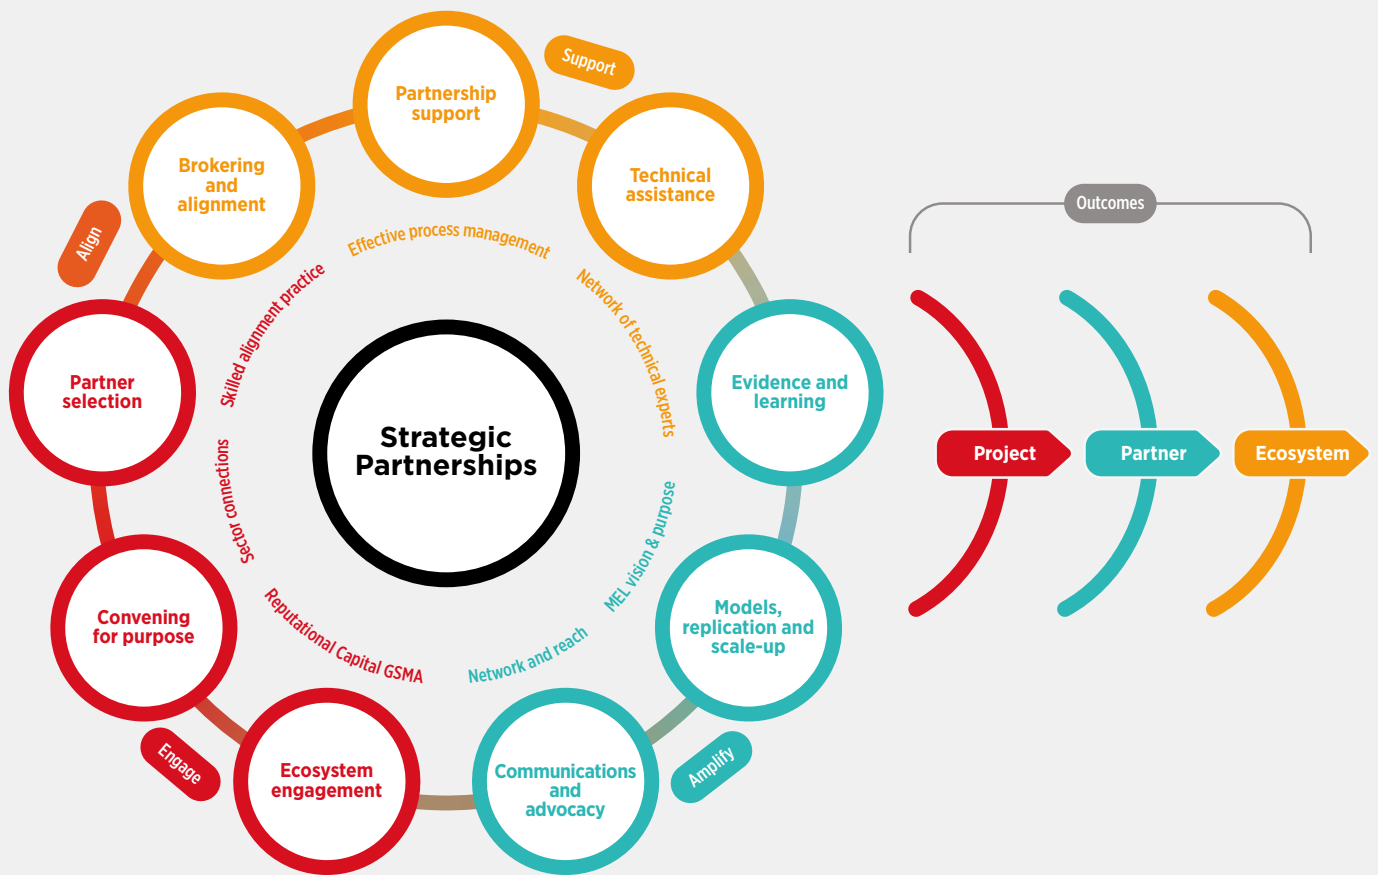 Partnership
support
Support
Technical
assistance
Brokering
and
alignment
Align
Partner
selection
Convening
for purpose
Engage
Ecosystem
engagement
Communications
and
advocacy
Amplify
Models,
replication and
scale-up
Evidence and
learning
Effective process management
Network of technical experts
MEL vision & purpose
Network and reach
Reputational Capital GSMA
Sector connections
Skilled alignment practice
Strategic
Partnerships
Outcomes
Project
Partner
Ecosystem